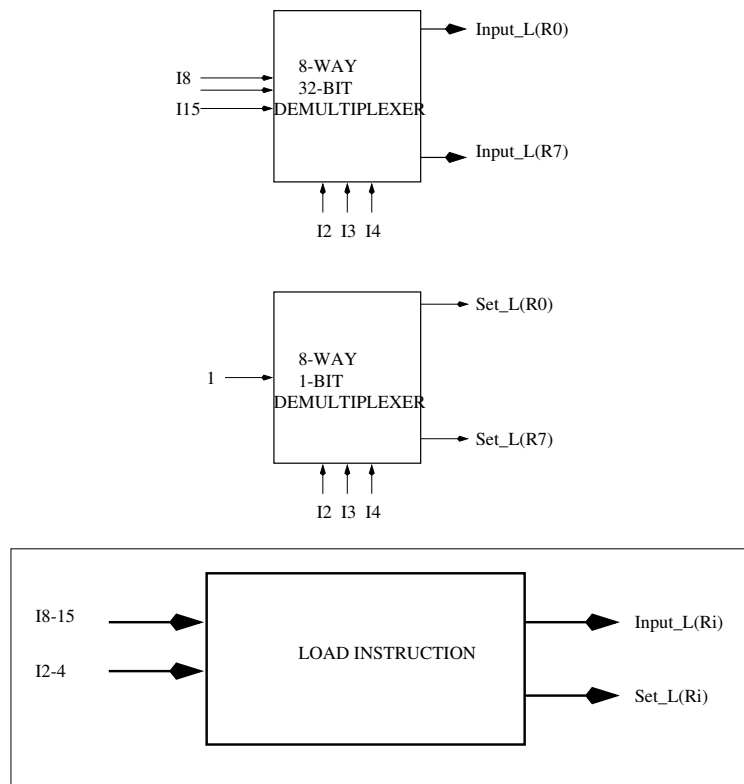 Input_L(R0)
8-WAY
I8
32-BIT
I15
DEMULTIPLEXER
Input_L(R7)
I2 I3 I4
Set_L(R0)
8-WAY
1
1-BIT
DEMULTIPLEXER
Set_L(R7)
I2 I3 I4
I8-15
Input_L(Ri)
LOAD INSTRUCTION
I2-4
Set_L(Ri)